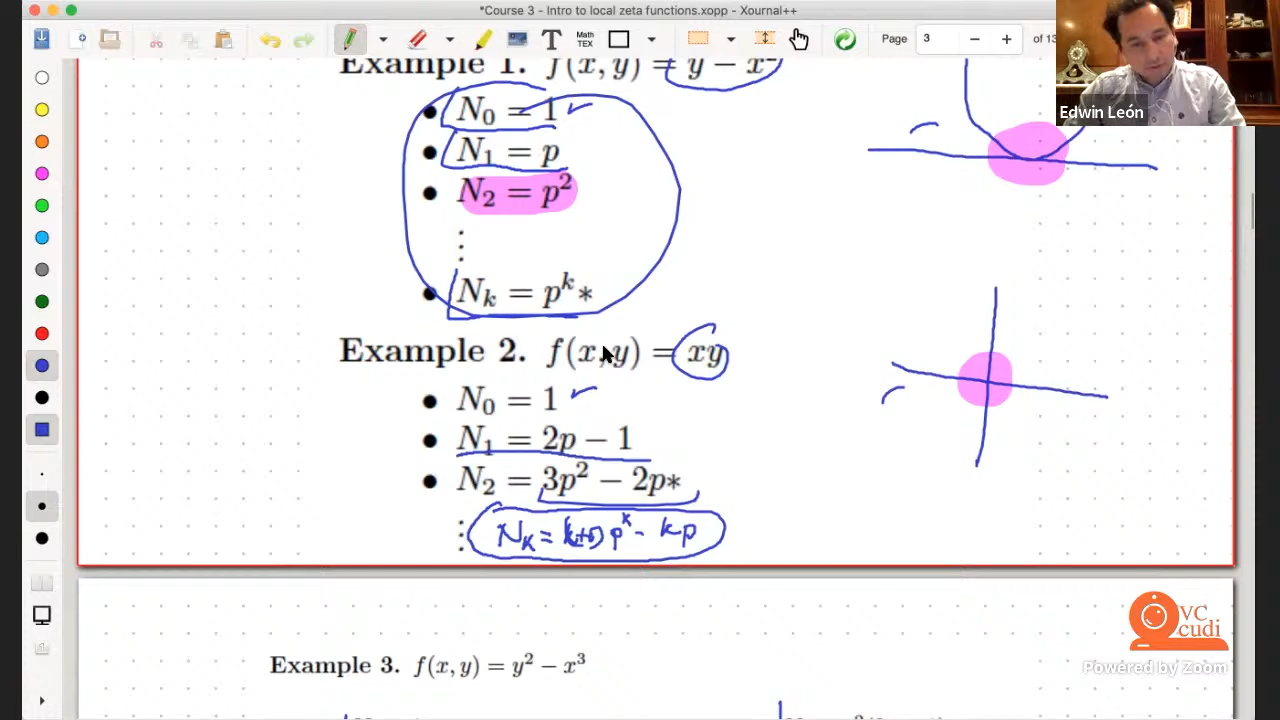 *Course 3 - Intro to local zeta functions.xopp - Xournal++
Math
TEX
Page 3 of 13
Edwin León
Example 1. f(x, y) = y − x²
• N₀ = 1
• N₁ = p
• N₂ = p²
⋮
• Nₖ = pᵏ*
Example 2. f(x, y) = xy
• N₀ = 1
• N₁ = 2p − 1
• N₂ = 3p² − 2p*
⋮ Nₖ = (k+1) pᵏ - kp
VC
cudi
Powered by Zoom
Example 3. f(x, y) = y² − x³